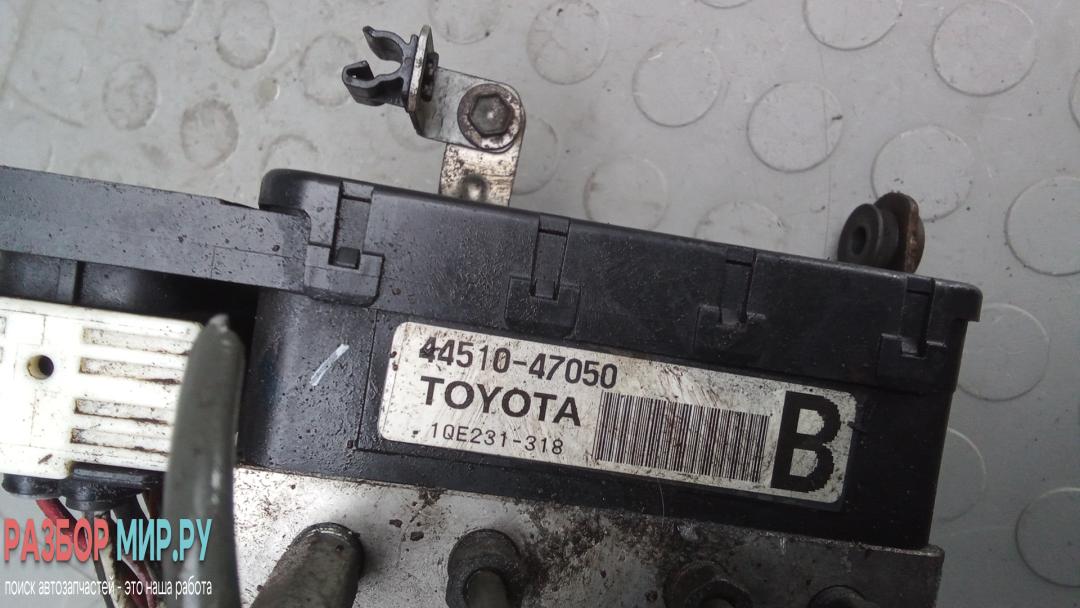 44510-47050
TOYOTA
1QE231-318
B
РАЗБОР МИР.РУ
поиск автозапчастей - это наша работа